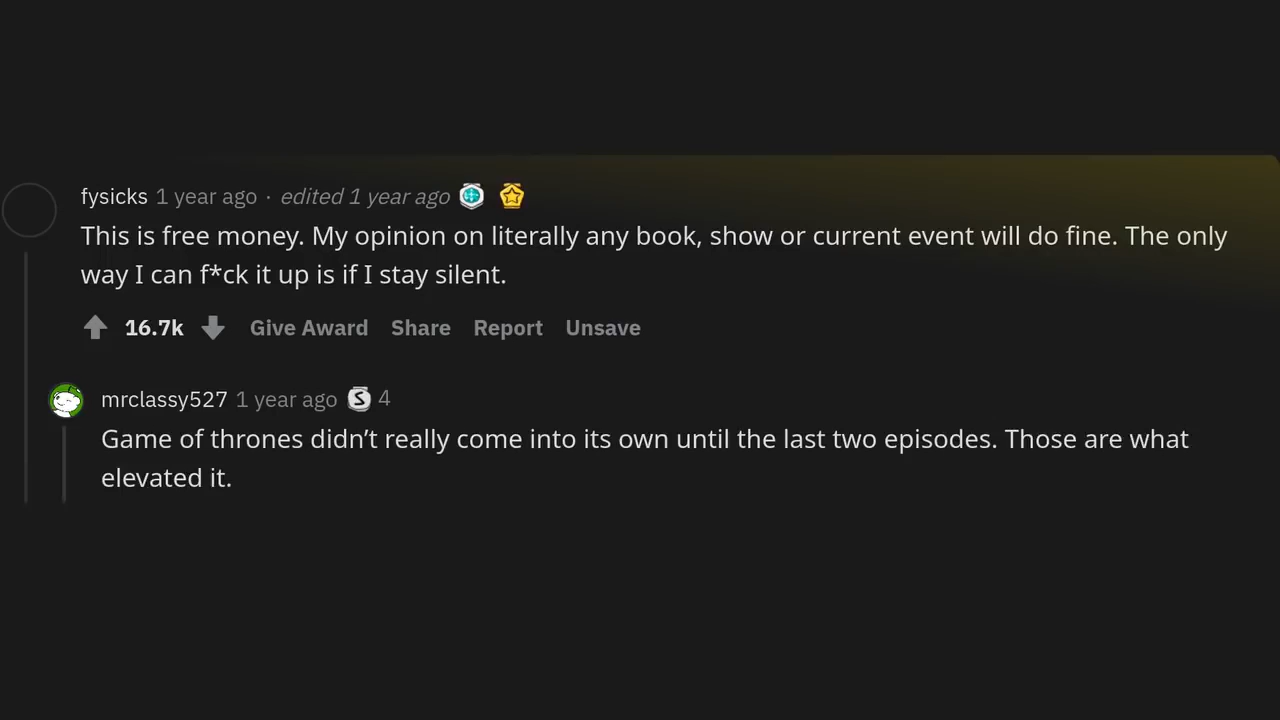 fysicks 1 year ago · edited 1 year ago
This is free money. My opinion on literally any book, show or current event will do fine. The only
way I can f*ck it up is if I stay silent.
16.7k Give Award Share Report Unsave
mrclassy527 1 year ago S 4
Game of thrones didn’t really come into its own until the last two episodes. Those are what
elevated it.